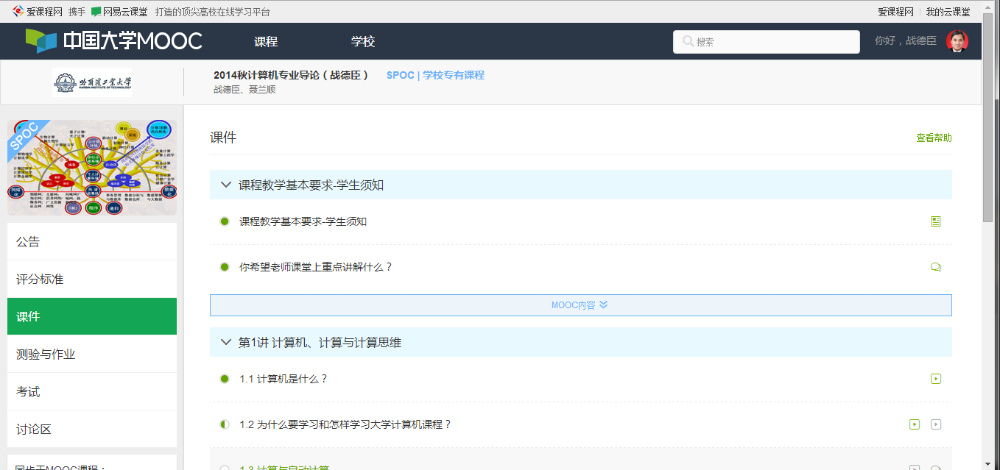 爱课程网 携手 网易云课堂 打造的顶尖高校在线学习平台
爱课程网 | 我的云课堂
中国大学MOOC
课程
学校
搜索
你好，战德臣
哈尔滨工业大学
HARBIN INSTITUTE OF TECHNOLOGY
2014秋计算机专业导论（战德臣） SPOC | 学校专有课程
战德臣、聂兰顺
SPOC
公告
评分标准
课件
测验与作业
考试
讨论区
同步于MOOC课程：
课件
查看帮助
课程教学基本要求-学生须知
课程教学基本要求-学生须知
你希望老师课堂上重点讲解什么？
MOOC内容
第1讲 计算机、计算与计算思维
1.1 计算机是什么？
1.2 为什么要学习和怎样学习大学计算机课程？
1.3 计算与自动计算